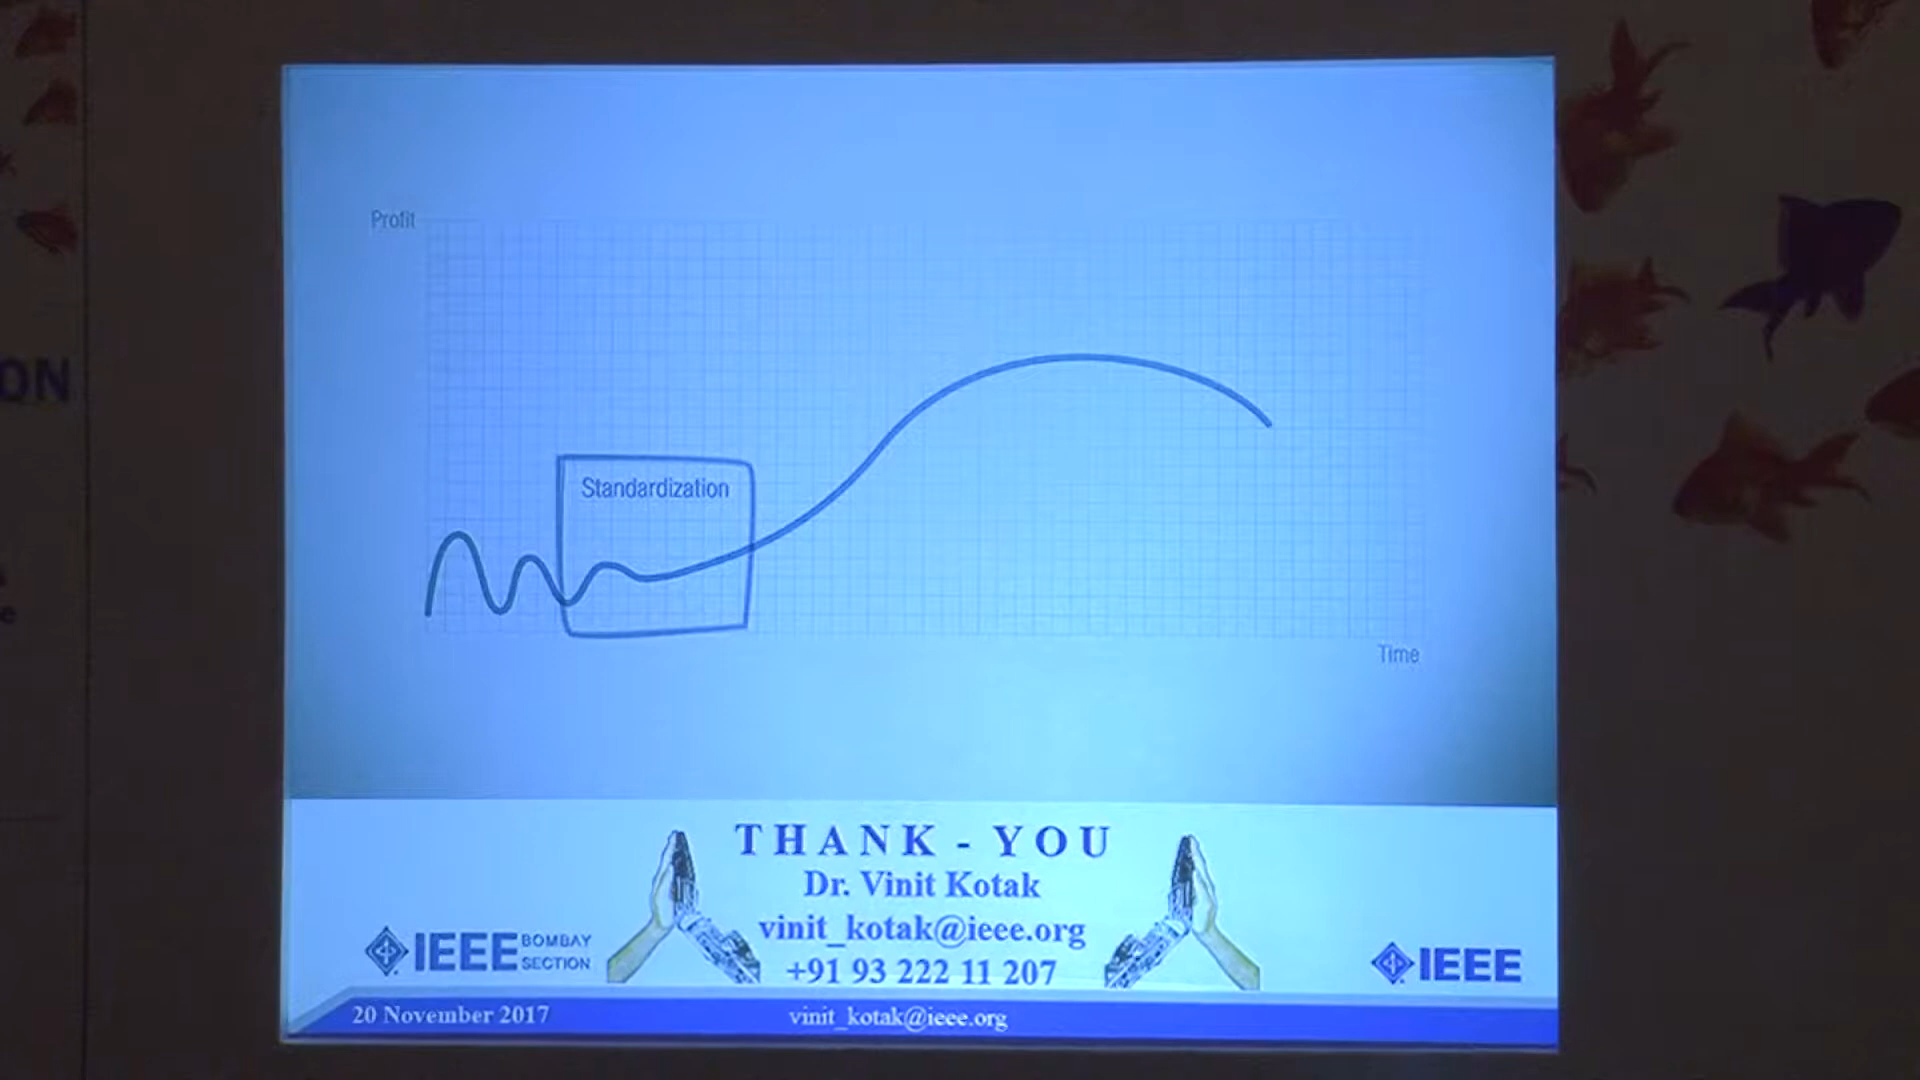 Profit
Standardization
Time
THANK - YOU
Dr. Vinit Kotak
vinit_kotak@ieee.org
+91 93 222 11 207
IEEE BOMBAY SECTION
IEEE
20 November 2017
vinit_kotak@ieee.org
ON
e